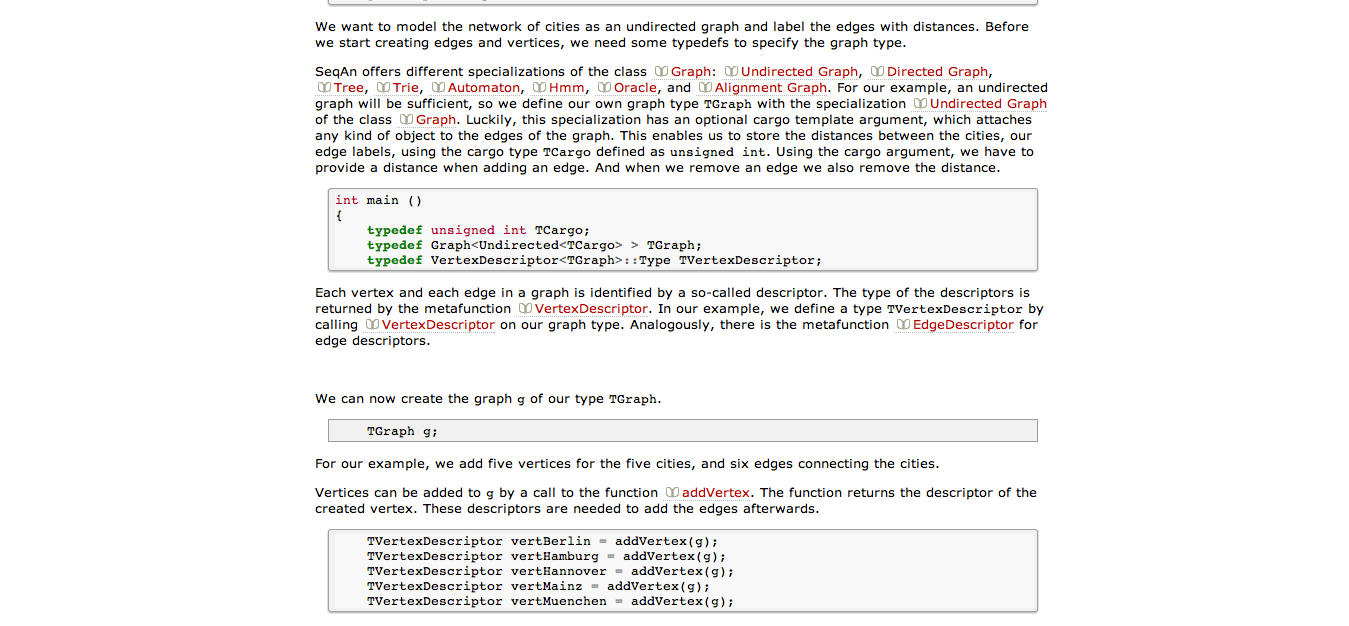 We want to model the network of cities as an undirected graph and label the edges with distances. Before
we start creating edges and vertices, we need some typedefs to specify the graph type.
SeqAn offers different specializations of the class Graph: Undirected Graph, Directed Graph,
Tree, Trie, Automaton, Hmm, Oracle, and Alignment Graph. For our example, an undirected
graph will be sufficient, so we define our own graph type TGraph with the specialization Undirected Graph
of the class Graph. Luckily, this specialization has an optional cargo template argument, which attaches
any kind of object to the edges of the graph. This enables us to store the distances between the cities, our
edge labels, using the cargo type TCargo defined as unsigned int. Using the cargo argument, we have to
provide a distance when adding an edge. And when we remove an edge we also remove the distance.
int main ()
{
    typedef unsigned int TCargo;
    typedef Graph<Undirected<TCargo> > TGraph;
    typedef VertexDescriptor<TGraph>::Type TVertexDescriptor;
Each vertex and each edge in a graph is identified by a so-called descriptor. The type of the descriptors is
returned by the metafunction VertexDescriptor. In our example, we define a type TVertexDescriptor by
calling VertexDescriptor on our graph type. Analogously, there is the metafunction EdgeDescriptor for
edge descriptors.
We can now create the graph g of our type TGraph.
    TGraph g;
For our example, we add five vertices for the five cities, and six edges connecting the cities.
Vertices can be added to g by a call to the function addVertex. The function returns the descriptor of the
created vertex. These descriptors are needed to add the edges afterwards.
    TVertexDescriptor vertBerlin = addVertex(g);
    TVertexDescriptor vertHamburg = addVertex(g);
    TVertexDescriptor vertHannover = addVertex(g);
    TVertexDescriptor vertMainz = addVertex(g);
    TVertexDescriptor vertMuenchen = addVertex(g);